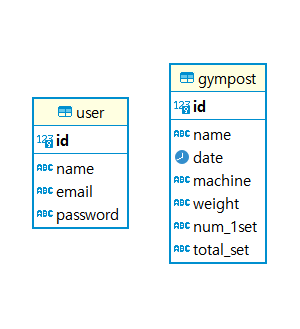 user
123 id
ABC name
ABC email
ABC password
gympost
123 id
ABC name
date
ABC machine
ABC weight
ABC num_1set
ABC total_set